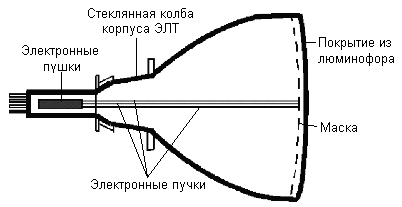 Стеклянная колба
корпуса ЭЛТ
Электронные
пушки
Покрытие из
люминофора
Маска
Электронные пучки